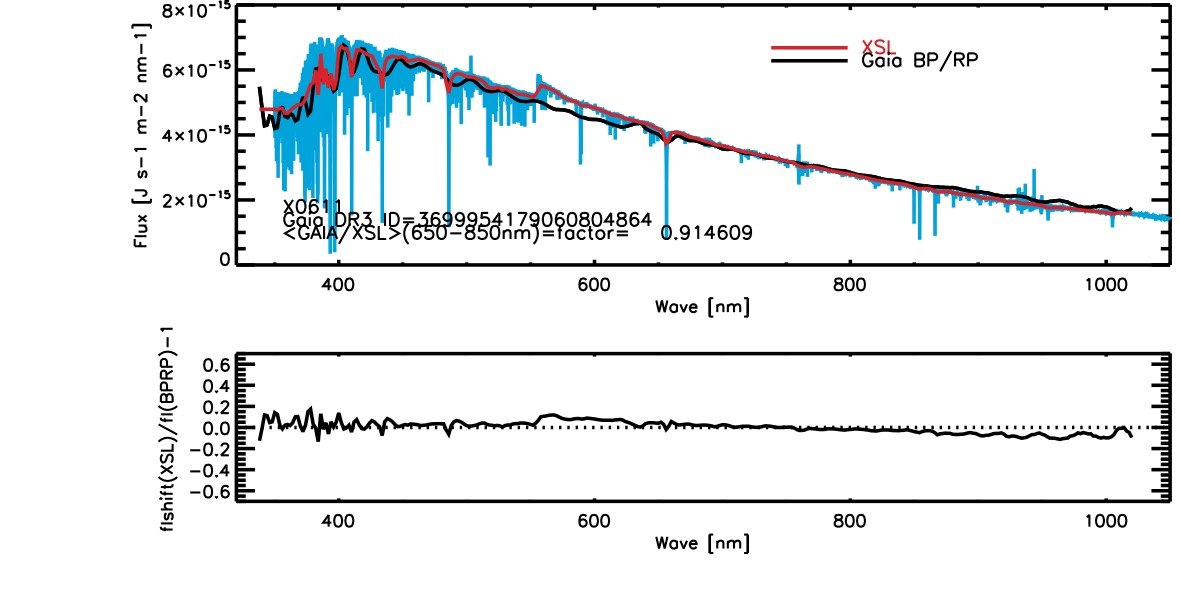 8×10−15
6×10−15
4×10−15
2×10−15
0
Flux [J s−1 m−2 nm−1]
XSL
Gaia BP/RP
X0611
Gaia DR3 ID=3699954179060804864
<GAIA/XSL>(650−850nm)=factor= 0.914609
400 600 800 1000
Wave [nm]
flshift(XSL)/fl(BPRP)−1
0.6
0.4
0.2
0.0
−0.2
−0.4
−0.6
400 600 800 1000
Wave [nm]